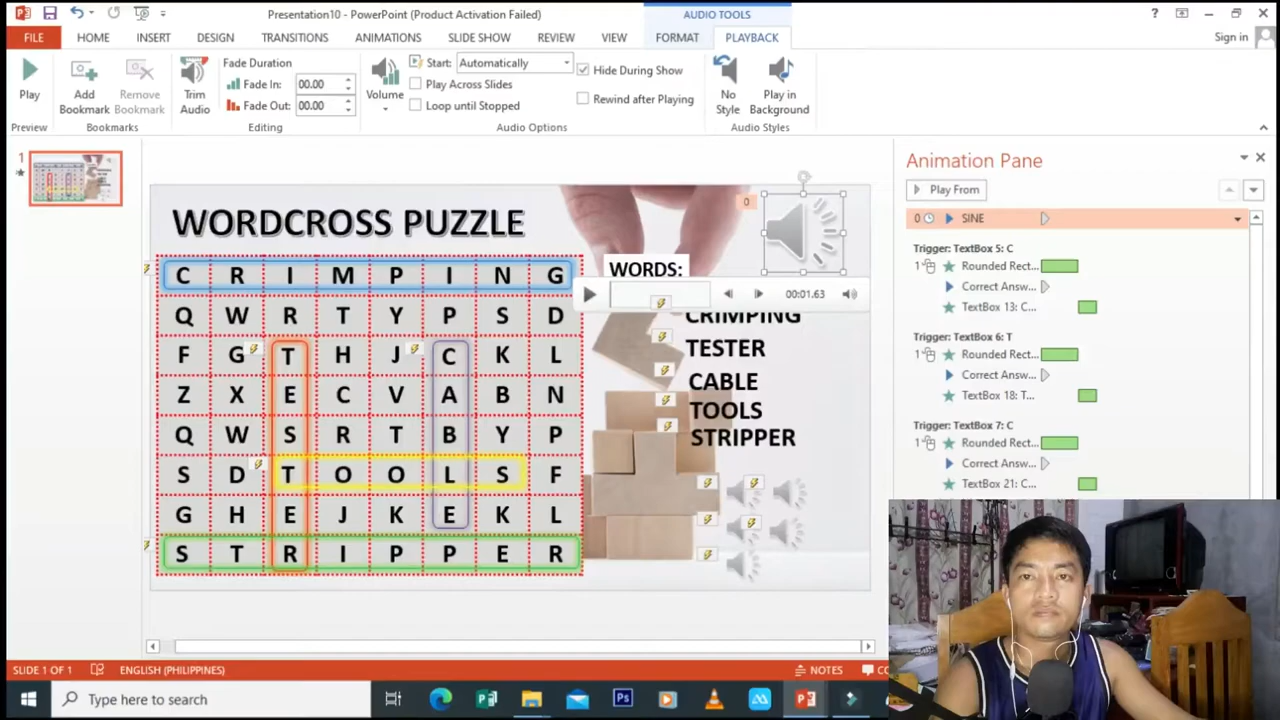 Presentation10 - PowerPoint (Product Activation Failed)
AUDIO TOOLS
?
FILE HOME INSERT DESIGN TRANSITIONS ANIMATIONS SLIDE SHOW REVIEW VIEW FORMAT PLAYBACK
Sign in
Play
Preview
Add Bookmark
Remove Bookmark
Bookmarks
Trim Audio
Fade Duration
Fade In: 00.00
Fade Out: 00.00
Editing
Volume
Start: Automatically
Play Across Slides
Loop until Stopped
Hide During Show
Rewind after Playing
Audio Options
No Style
Play in Background
Audio Styles
1
WORDCROSS PUZZLE
0
C R I M P I N G
Q W R T Y P S D
F G T H J C K L
Z X E C V A B N
Q W S R T B Y P
S D T O O L S F
G H E J K E K L
S T R I P P E R
WORDS:
00:01.63
CRIMPING
TESTER
CABLE
TOOLS
STRIPPER
Animation Pane
Play From
0 SINE
Trigger: TextBox 5: C
1 Rounded Rect...
Correct Answ...
TextBox 13: C...
Trigger: TextBox 6: T
1 Rounded Rect...
Correct Answ...
TextBox 18: T...
Trigger: TextBox 7: C
1 Rounded Rect...
Correct Answ...
TextBox 21: C...
SLIDE 1 OF 1 ENGLISH (PHILIPPINES) NOTES CO
Type here to search
Ps